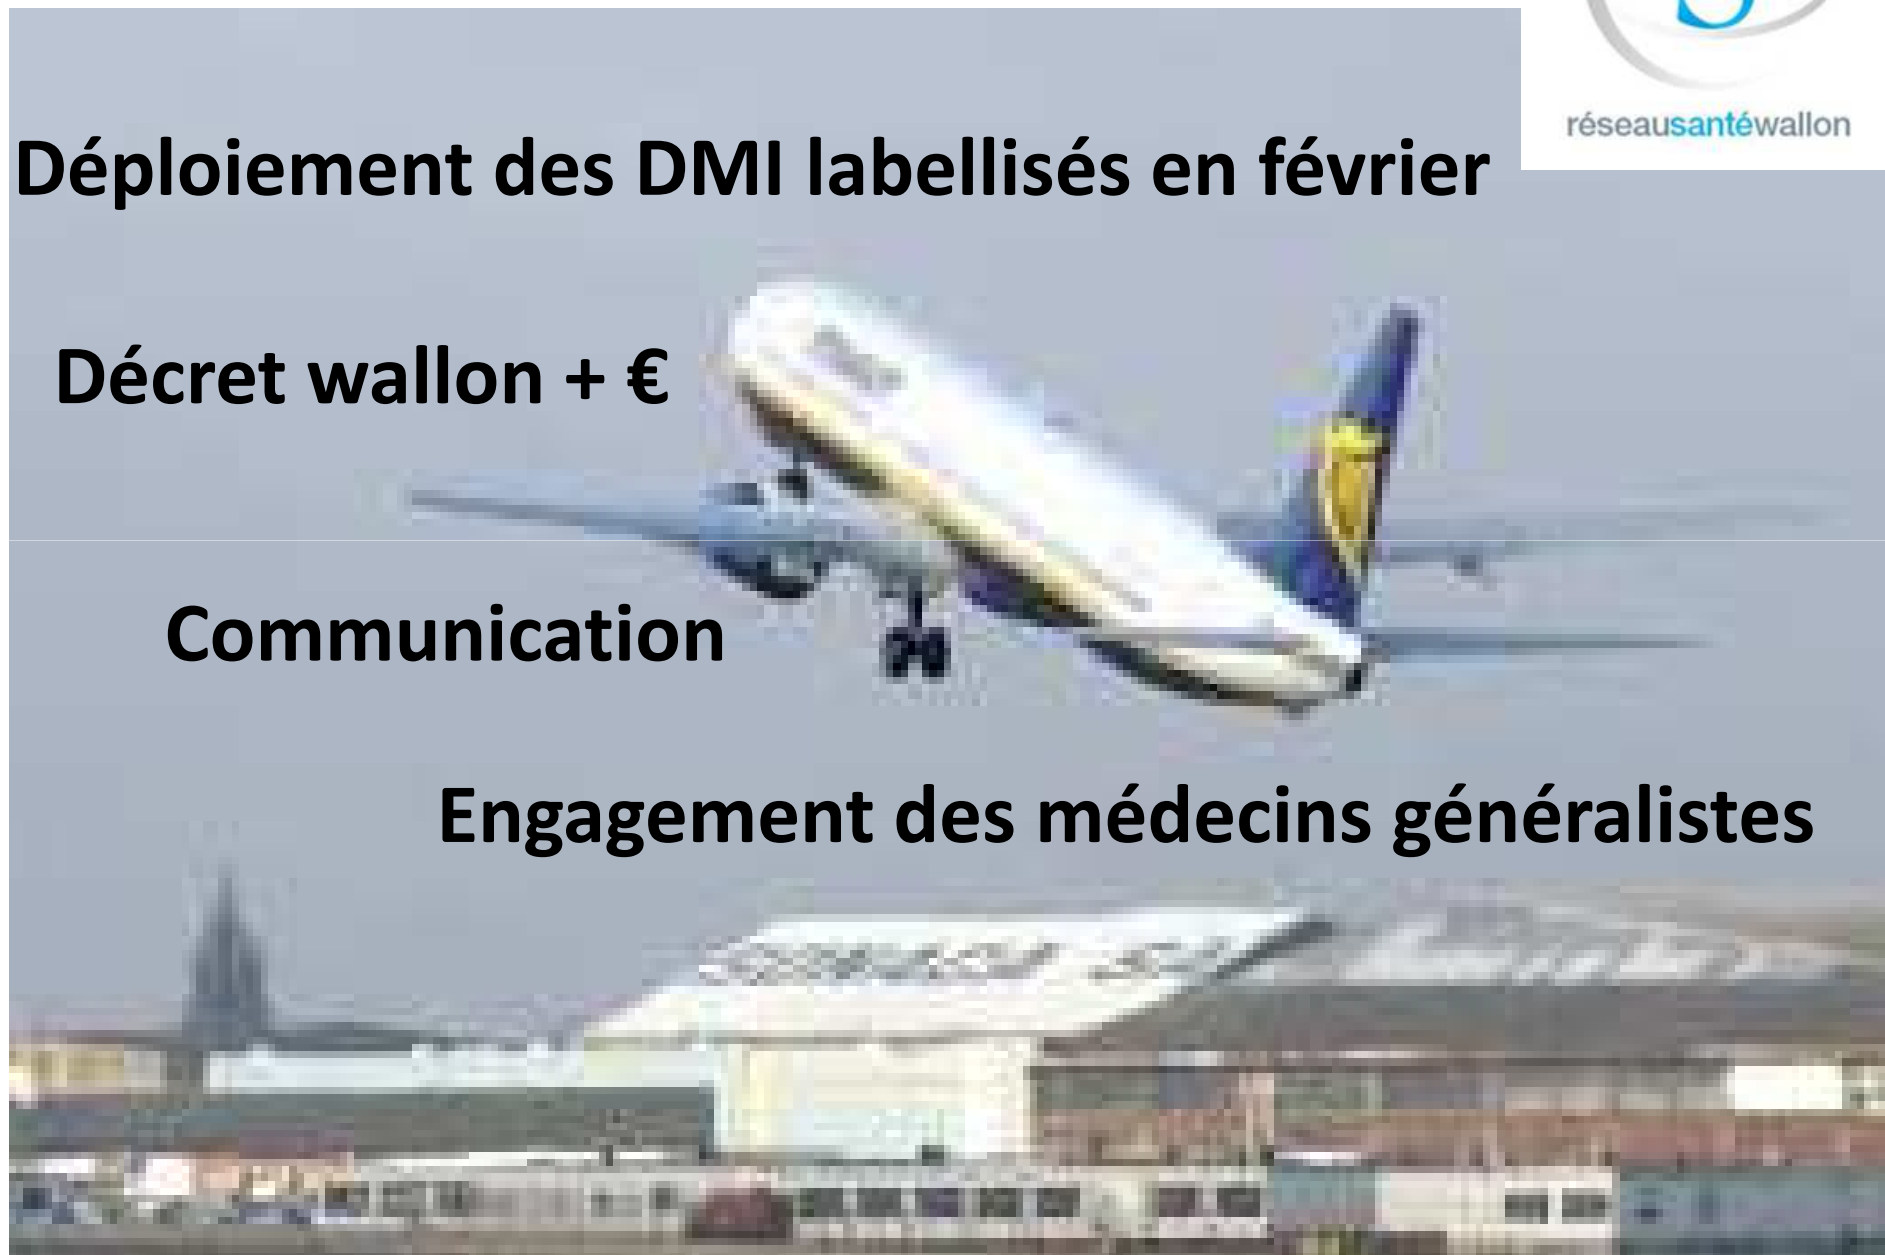 réseausantéwallon
Déploiement des DMI labellisés en février
Décret wallon + €
Communication
Engagement des médecins généralistes